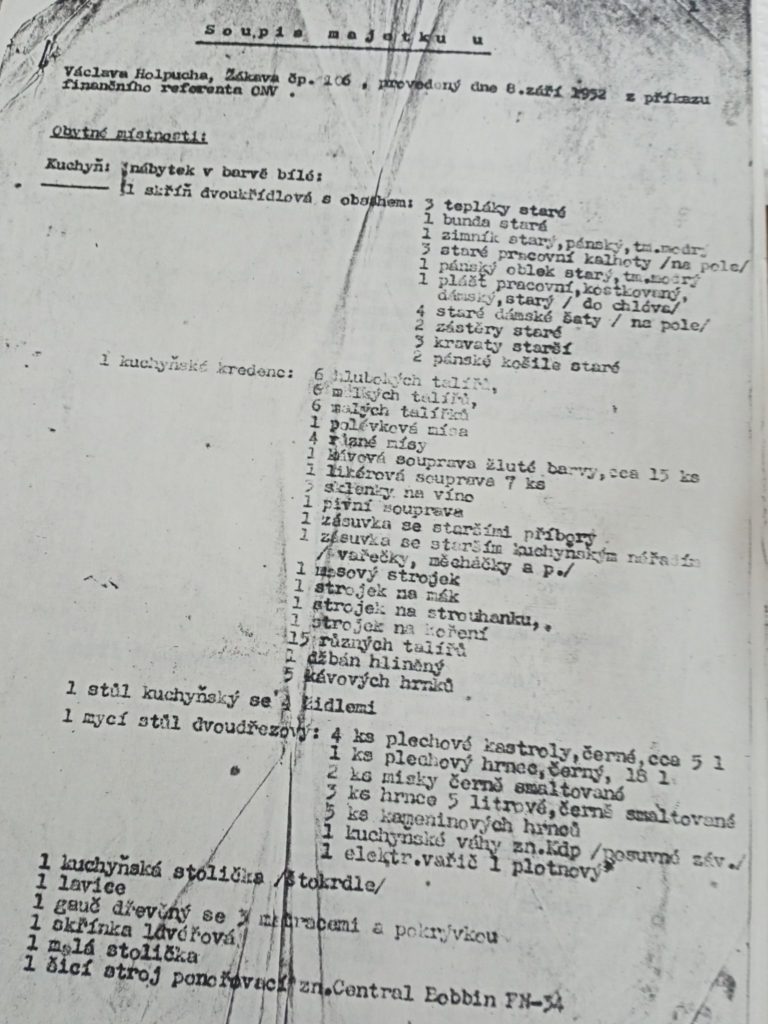 Soupis majetku u
Václava Holpucha, Žákava čp. 206 , provedený dne 8.září 1952 z příkazu
finančního referenta ONV .
Obytné místnosti:
Kuchyň: nábytek v barvě bílé:
1 skříň dvoukřídlová s obsahem: 3 tepláky staré
1 bunda staré
1 zimník starý,pánský,tm.modrý
3 staré pracovní kalhoty /na pole/
1 pánský oblek starý,tm.modrý
1 plášť pracovní,kostkovaný,
dámský,starý / do chléva/
4 staré dámské šaty / na pole/
2 zástěry staré
3 kravaty starší
2 pánské košile staré
1 kuchyňské kredenc: 6 hlubokých talířů,
6 mělkých talířů,
6 malých talířků
1 polévková mísa
4 různé mísy
1 kávová souprava žluté barvy,cca 15 ks
1 likérová souprava 7 ks
sklenky na víno
1 pivní souprava
1 zásuvka se staršími příbory
1 zásuvka se starším kuchyňským nářadím
/ vařečky, měchačky a p./
1 masový strojek
1 strojek na mák
1 strojek na strouhanku,.
1 strojek na koření
15 různých talířů
1 džbán hliněný
5 kávových hrnků
1 stůl kuchyňský se 4 židlemi
1 mycí stůl dvoudřezový: 4 ks plechové kastroly,černé,cca 5 l
1 ks plechový hrnec,černý, 18 l
2 ks misky černě smaltované
3 ks hrnce 5 litrové,černě smaltované
5 ks kameninových hrnců
1 kuchyňské váhy zn.Kdp /posuvné záv./
1 elektr.vařič 1 plotnový
1 kuchyňská stolička /štokrdle/
1 lavice
1 gauč dřevěný se 3 matracemi a pokrývkou
1 skřínka lavórová
1 malá stolička
1 šicí stroj ponořovací zn.Central Bobbin FN-34